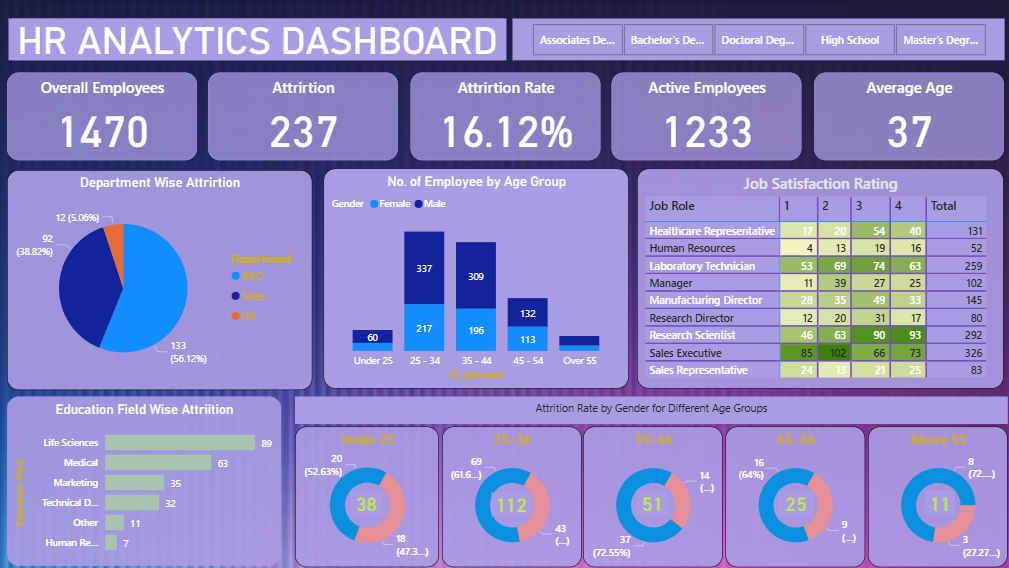 HR ANALYTICS DASHBOARD
Associates De...
Bachelor's De...
Doctoral Deg...
High School
Master's Degr...
Overall Employees
1470
Attrirtion
237
Attrirtion Rate
16.12%
Active Employees
1233
Average Age
37
Department Wise Attrirtion
12 (5.06%)
92
(38.82%)
133
(56.12%)
Department
R&D
Sales
HR
No. of Employee by Age Group
Gender Female Male
60
337
217
309
196
132
113
Under 25 25 - 34 35 - 44 45 - 54 Over 55
Job Satisfaction Rating
Job Role 1 2 3 4 Total
Healthcare Representative 17 20 54 40 131
Human Resources 4 13 19 16 52
Laboratory Technician 53 69 74 63 259
Manager 11 39 27 25 102
Manufacturing Director 28 35 49 33 145
Research Director 12 20 31 17 80
Research Scientist 46 63 90 93 292
Sales Executive 85 102 66 73 326
Sales Representative 24 13 21 25 83
Education Field Wise Attriition
Education Field
Life Sciences 89
Medical 63
Marketing 35
Technical D... 32
Other 11
Human Re... 7
Attrition Rate by Gender for Different Age Groups
Under 25
20
(52.63%)
38
18
(47.3...)
25-34
69
(61.6...)
112
43
(...)
35-44
14
(...)
51
37
(72.55%)
45-54
16
(64%)
25
9
(...)
Above 55
8
(72....)
11
3
(27.27...)